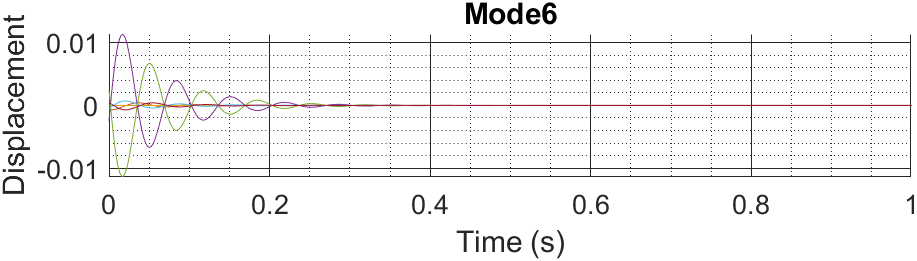 Mode6
Displacement
0.01
0
-0.01
0 0.2 0.4 0.6 0.8 1
Time (s)